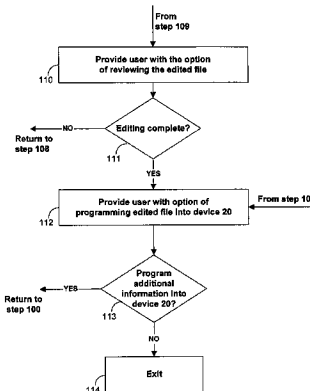 From
step 109
Provide user with the option
of reviewing the edited file
110
NO
Editing complete?
Return to
step 108
111
YES
Provide user with option of
programming edited file into device 20
From step 10
112
Program
additional
information into
device 20?
YES
Return to
step 100
113
NO
Exit
114